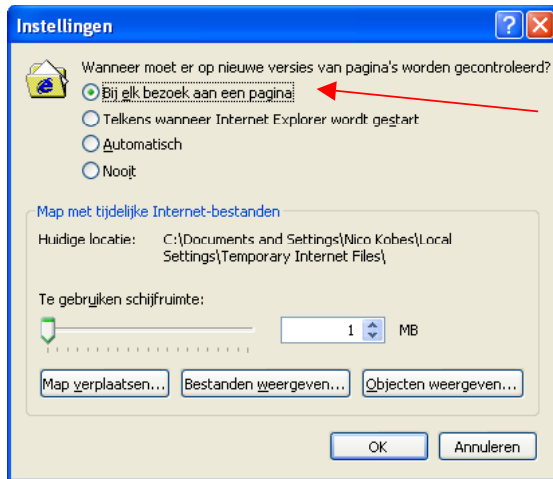 Instellingen
Wanneer moet er op nieuwe versies van pagina's worden gecontroleerd?
Bij elk bezoek aan een pagina
Telkens wanneer Internet Explorer wordt gestart
Automatisch
Nooit
Map met tijdelijke Internet-bestanden
Huidige locatie: C:\Documents and Settings\Nico Kobes\Local
Settings\Temporary Internet Files\
Te gebruiken schijfruimte:
1 MB
Map verplaatsen... Bestanden weergeven... Objecten weergeven...
OK Annuleren